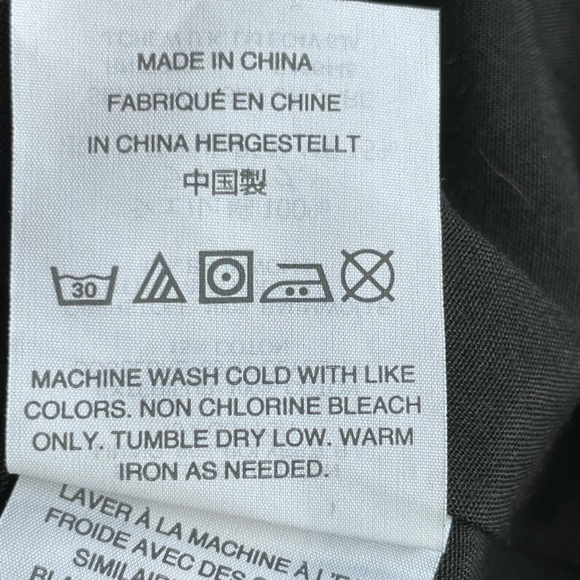 MADE IN CHINA
FABRIQUÉ EN CHINE
IN CHINA HERGESTELLT
中国製
30
MACHINE WASH COLD WITH LIKE
COLORS. NON CHLORINE BLEACH
ONLY. TUMBLE DRY LOW. WARM
IRON AS NEEDED.
LAVER À LA MACHINE À
FROIDE AVEC DES